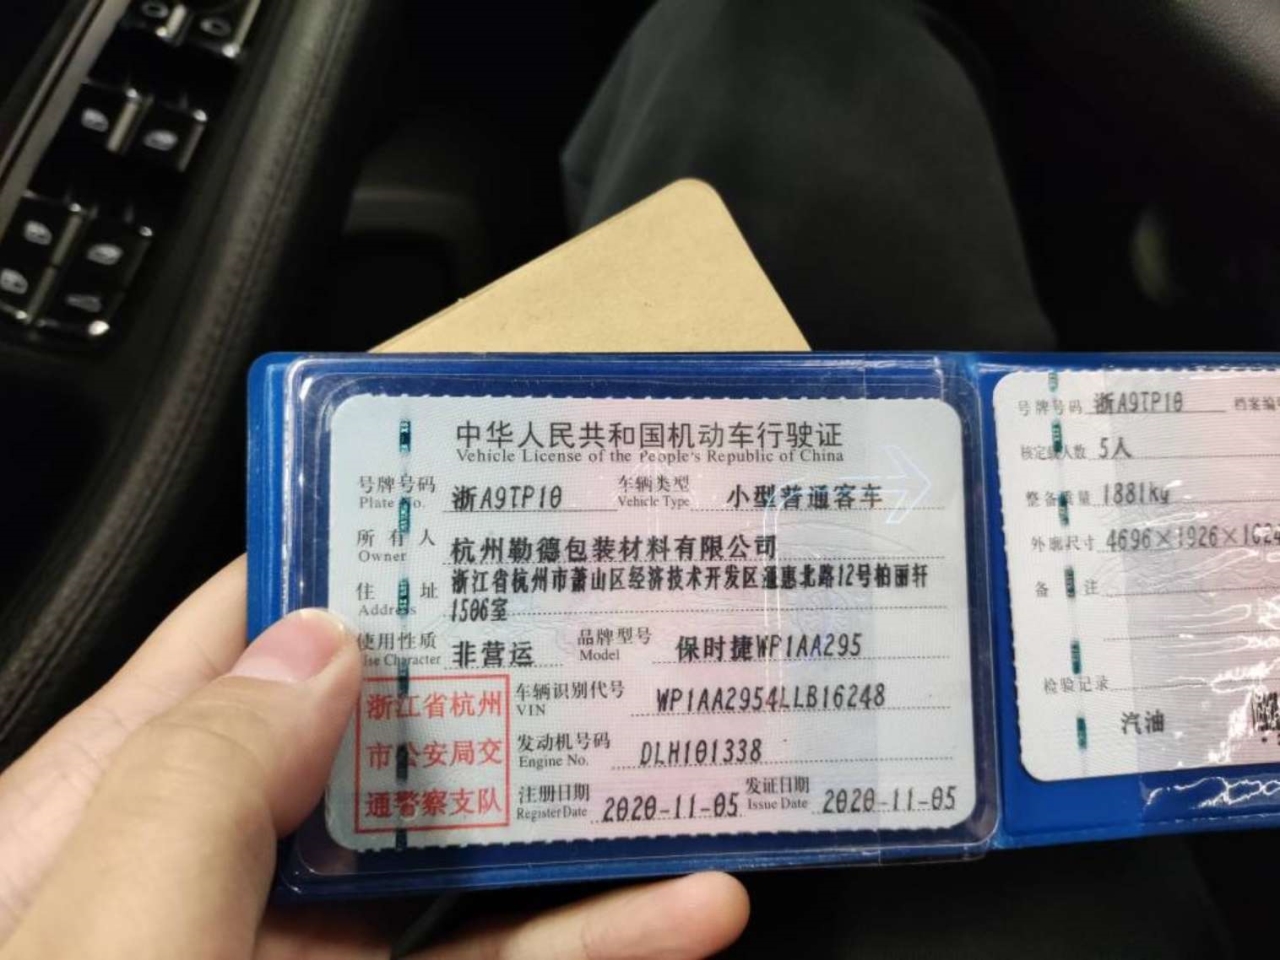 中华人民共和国机动车行驶证
Vehicle License of the People's Republic of China
号牌号码 浙A9TP10 车辆类型 小型普通客车
Plate No. Vehicle Type
所有人 杭州勒德包装材料有限公司
Owner
住址 浙江省杭州市萧山区经济技术开发区通惠北路12号柏丽轩
Address 1506室
使用性质 非营运 品牌型号 保时捷WP1AA295
Use Character Model
车辆识别代号 WP1AA2954LLB16248
VIN
发动机号码 DLH101338
Engine No.
注册日期 2020-11-05 发证日期 2020-11-05
Register Date Issue Date
浙江省杭州
市公安局交
通警察支队
号牌号码 浙A9TP10 档案编
核定载人数 5人
整备质量 1881kg
外廓尺寸 4696×1926×1624
备注
检验记录
汽油